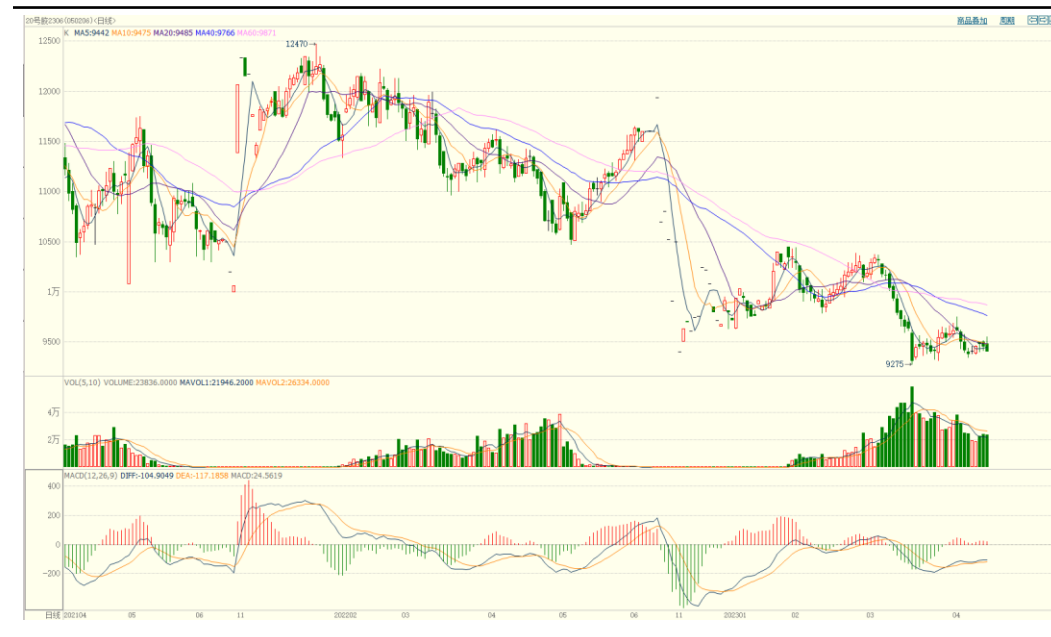 20号胶2306(050206)<日线> 商品叠加 周期
K MA5:9442 MA10:9475 MA20:9485 MA40:9766 MA60:9871
12500
12470→
12000
11500
11000
10500
1万
9500
9275→
VOL(5,10) VOLUME:23836.0000 MAVOL1:21946.2000 MAVOL2:26334.0000
4万
2万
MACD(12,26,9) DIFF:-104.9049 DEA:-117.1858 MACD:24.5619
400
200
0
-200
日线 202104 05 06 11 202202 03 04 05 06 11 202301 02 03 04